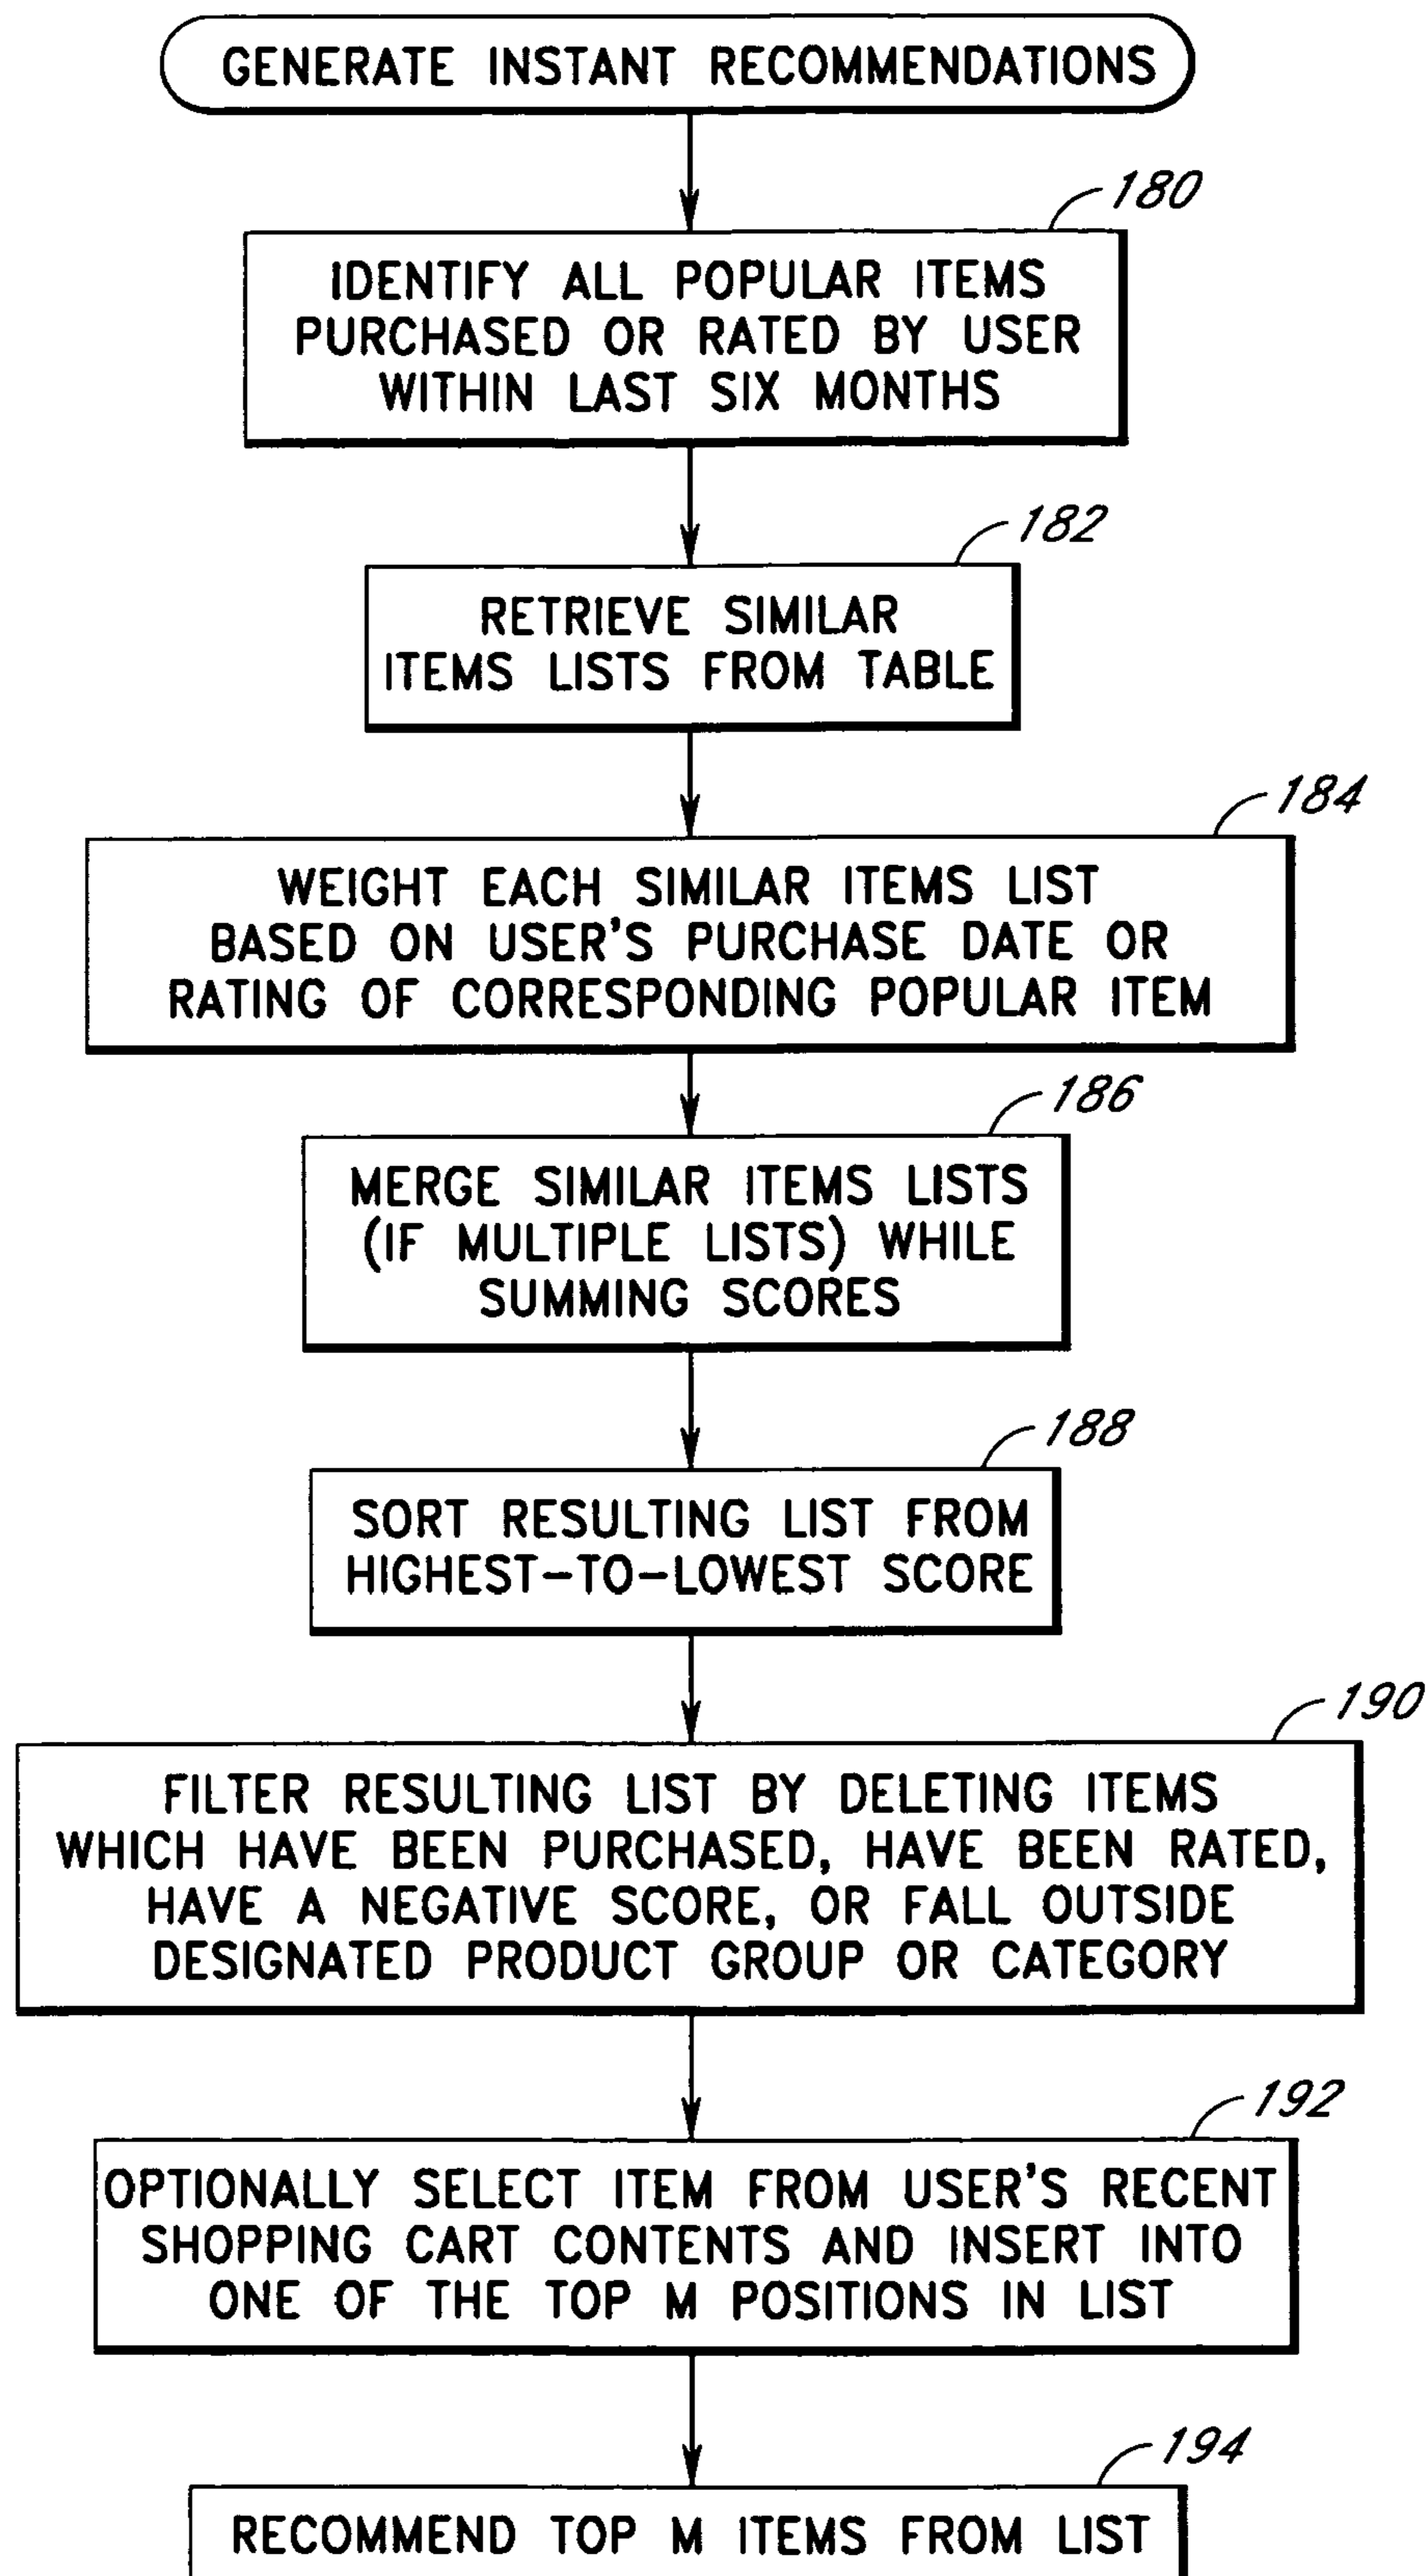 GENERATE INSTANT RECOMMENDATIONS
180
IDENTIFY ALL POPULAR ITEMS
PURCHASED OR RATED BY USER
WITHIN LAST SIX MONTHS
182
RETRIEVE SIMILAR
ITEMS LISTS FROM TABLE
184
WEIGHT EACH SIMILAR ITEMS LIST
BASED ON USER'S PURCHASE DATE OR
RATING OF CORRESPONDING POPULAR ITEM
186
MERGE SIMILAR ITEMS LISTS
(IF MULTIPLE LISTS) WHILE
SUMMING SCORES
188
SORT RESULTING LIST FROM
HIGHEST-TO-LOWEST SCORE
190
FILTER RESULTING LIST BY DELETING ITEMS
WHICH HAVE BEEN PURCHASED, HAVE BEEN RATED,
HAVE A NEGATIVE SCORE, OR FALL OUTSIDE
DESIGNATED PRODUCT GROUP OR CATEGORY
192
OPTIONALLY SELECT ITEM FROM USER'S RECENT
SHOPPING CART CONTENTS AND INSERT INTO
ONE OF THE TOP M POSITIONS IN LIST
194
RECOMMEND TOP M ITEMS FROM LIST